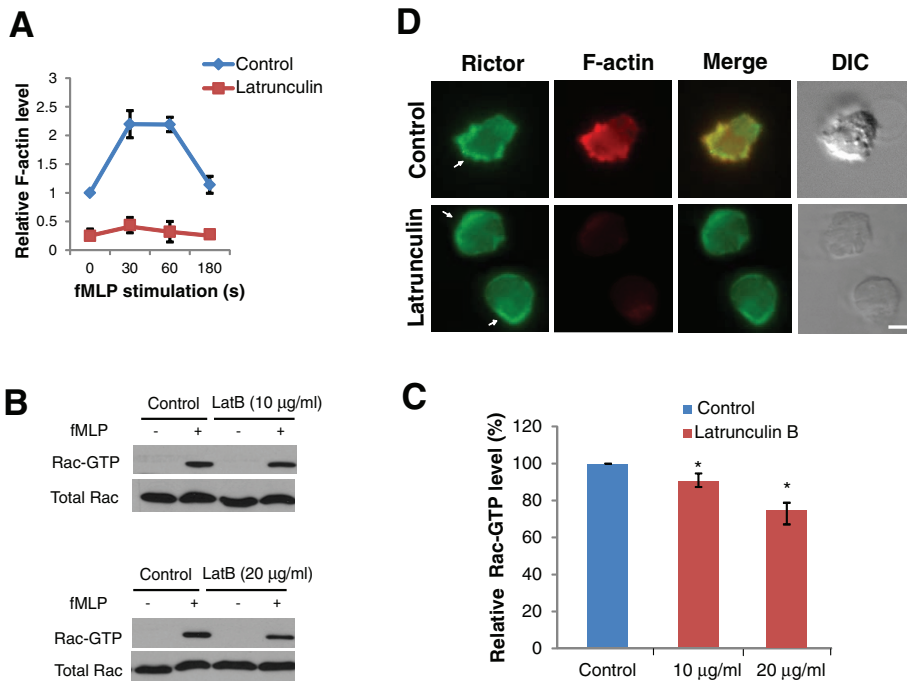 A
Control
Latrunculin
Relative F-actin level
3
2.5
2
1.5
1
0.5
0
0 30 60 180
fMLP stimulation (s)
D
Rictor F-actin Merge DIC
Control
Latrunculin
B
Control LatB (10 µg/ml)
fMLP - + - +
Rac-GTP
Total Rac
Control LatB (20 µg/ml)
fMLP - + - +
Rac-GTP
Total Rac
C
Control
Latrunculin B
Relative Rac-GTP level (%)
120
100
80
60
40
20
0
* *
Control 10 µg/ml 20 µg/ml